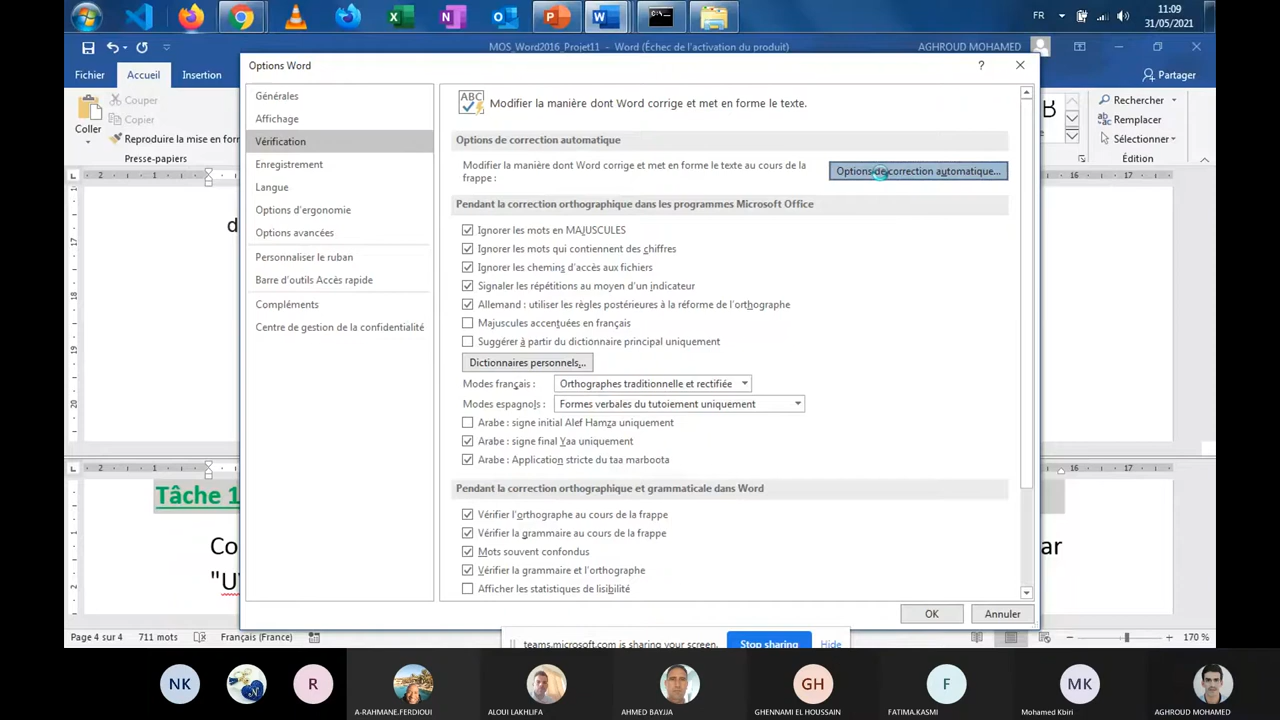 FR
11:09
31/05/2021
MOS_Word2016_Projet11 - Word (Échec de l'activation du produit)
AGHROUD MOHAMED
Fichier
Accueil
Insertion
Partager
Options Word
Coller
Couper
Copier
Reproduire la mise en for
Presse-papiers
Rechercher
Remplacer
Sélectionner
Édition
Générales
Affichage
Vérification
Enregistrement
Langue
Options d'ergonomie
Options avancées
Personnaliser le ruban
Barre d'outils Accès rapide
Compléments
Centre de gestion de la confidentialité
ABC
Modifier la manière dont Word corrige et met en forme le texte.
Options de correction automatique
Modifier la manière dont Word corrige et met en forme le texte au cours de la
frappe :
Options de correction automatique...
Pendant la correction orthographique dans les programmes Microsoft Office
Ignorer les mots en MAJUSCULES
Ignorer les mots qui contiennent des chiffres
Ignorer les chemins d'accès aux fichiers
Signaler les répétitions au moyen d'un indicateur
Allemand : utiliser les règles postérieures à la réforme de l'orthographe
Majuscules accentuées en français
Suggérer à partir du dictionnaire principal uniquement
Dictionnaires personnels...
Modes français : Orthographes traditionnelle et rectifiée
Modes espagnols : Formes verbales du tutoiement uniquement
Arabe : signe initial Alef Hamza uniquement
Arabe : signe final Yaa uniquement
Arabe : Application stricte du taa marboota
Pendant la correction orthographique et grammaticale dans Word
Vérifier l'orthographe au cours de la frappe
Vérifier la grammaire au cours de la frappe
Mots souvent confondus
Vérifier la grammaire et l'orthographe
Afficher les statistiques de lisibilité
OK
Annuler
d
Tâche 1
Co
ar
"U
Page 4 sur 4
711 mots
Français (France)
170 %
teams.microsoft.com is sharing your screen.
Stop sharing
Hide
NK
R
A-RAHMANE.FERDIOUI
ALOUI LAKHLIFA
AHMED BAYJJA
GH
GHENNAMI EL HOUSSAIN
F
FATIMA.KASMI
MK
Mohamed Kbiri
AGHROUD MOHAMED